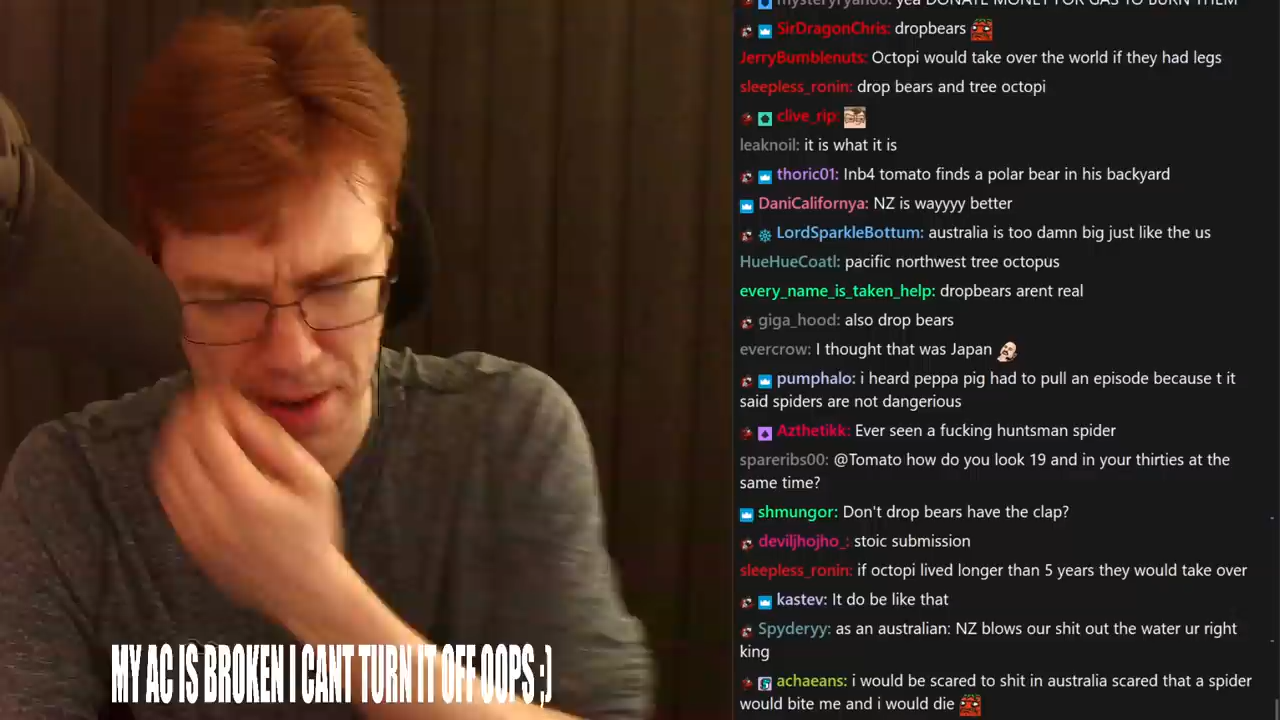 mysteryryan06: yea DONATE MONEY FOR GAS TO BURN THEM
SirDragonChris: dropbears
JerryBumblenuts: Octopi would take over the world if they had legs
sleepless_ronin: drop bears and tree octopi
clive_rip:
leaknoil: it is what it is
thoric01: Inb4 tomato finds a polar bear in his backyard
DaniCalifornya: NZ is wayyyy better
LordSparkleBottum: australia is too damn big just like the us
HueHueCoatl: pacific northwest tree octopus
every_name_is_taken_help: dropbears arent real
giga_hood: also drop bears
evercrow: I thought that was Japan
pumphalo: i heard peppa pig had to pull an episode because t it
said spiders are not dangerious
Azthetikk: Ever seen a fucking huntsman spider
spareribs00: @Tomato how do you look 19 and in your thirties at the
same time?
shmungor: Don't drop bears have the clap?
deviljhojho_: stoic submission
sleepless_ronin: if octopi lived longer than 5 years they would take over
kastev: It do be like that
Spyderyy: as an australian: NZ blows our shit out the water ur right
king
achaeans: i would be scared to shit in australia scared that a spider
would bite me and i would die
MY AC IS BROKEN I CANT TURN IT OFF OOPS ;)